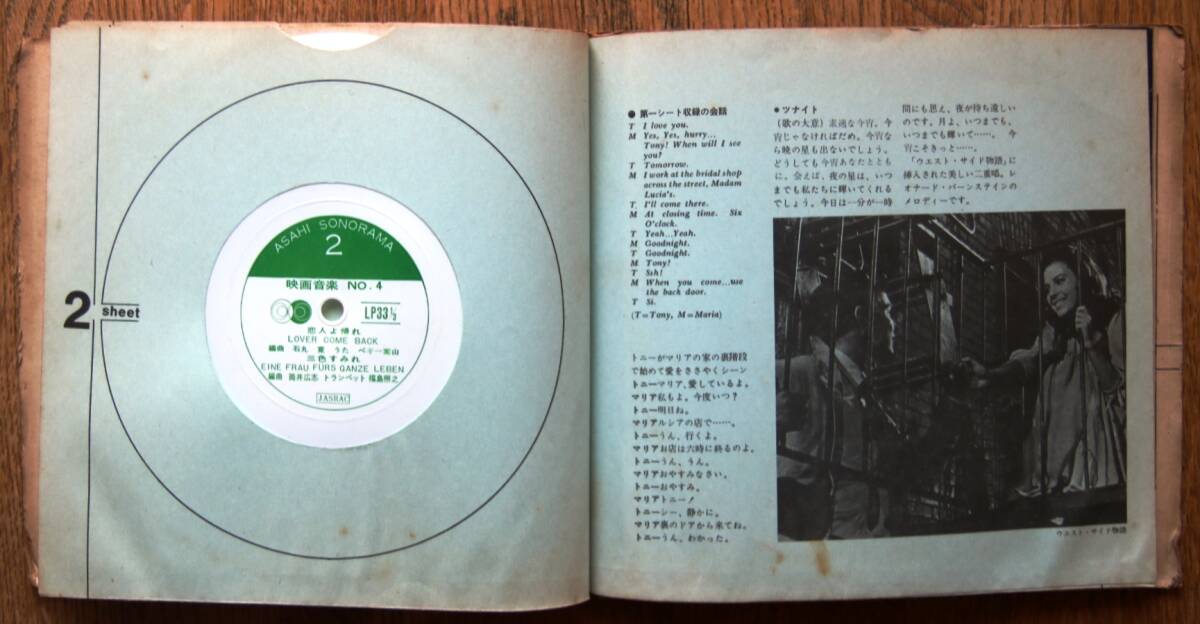 2
sheet
ASAHI SONORAMA
2
映画音楽 NO.4
LP33 1/3
恋人よ帰れ
LOVER COME BACK
編曲 石丸 寛 うた ペギー葉山
三色すみれ
EINE FRAU FÜRS GANZE LEBEN
編曲 筒井広志 トランペット 福島照之
JASRAC
● 第一シート収録の会話
T I love you.
M Yes, Yes, hurry...
Tony! When will I see
you?
T Tomorrow.
M I work at the bridal shop
across the street, Madam
Lucia's.
T. I'll come there.
M At closing time. Six
O'clock.
T Yeah...Yeah.
M Goodnight.
T Goodnight.
M Tony!
T Ssh!
M When you come...use
the back door.
T Si.
(T=Tony, M=Maria)
トニーがマリアの家の裏階段
で始めて愛をささやくシーン
トニーマリア、愛しているよ。
マリア私もよ。今度いつ?
トニー明日ね。
マリアルシアの店で……。
トニーうん、行くよ。
マリアお店は六時に終るのよ。
トニーうん、うん。
マリアおやすみなさい。
トニーおやすみ。
マリアトニー!
トニーシー、静かに。
マリア裏のドアから来てね。
トニーうん、わかった。
● ツナイト
(歌の大意) 素適な今宵。今
宵じゃなければだめ。今宵な
ら晩の星も出ないでしょう。
どうしても今宵あなたととも
に。会えば、夜の星は、いつ
までも私たちに輝いてくれる
でしょう。今日は一分が一時
間にも思え、夜が待ち遠しい
のです。月よ、いつまでも、
いつまでも輝いて……。 今
宵こそきっと……。
「ウエスト・サイド物語」に
挿入された美しい二重唱。レ
オナード・バーンステインの
メロディーです。
ウエスト・サイド物語